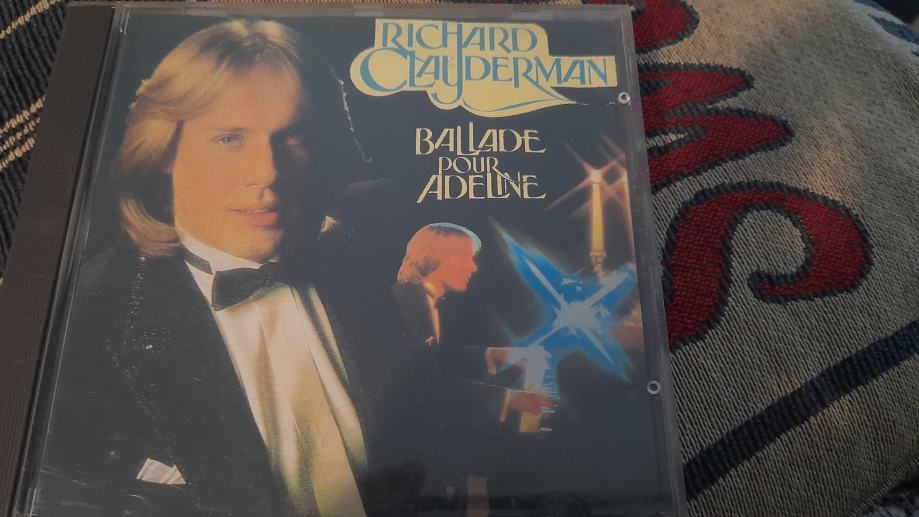 RICHARD
CLAYDERMAN
BALLADE
POUR
ADELINE